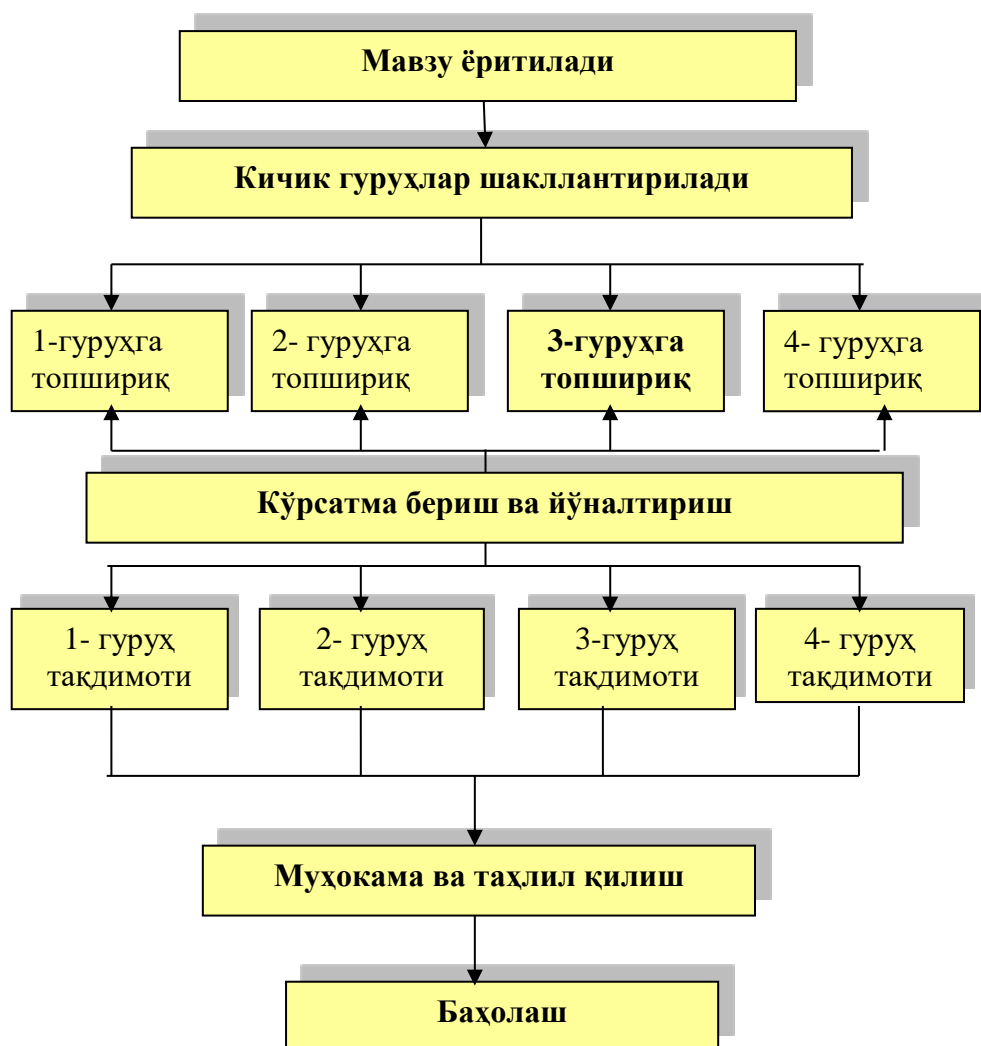 Мавзу ёритилади
Кичик гуруҳлар шакллантирилади
1-гуруҳга
топшириқ
2- гуруҳга
топшириқ
3-гуруҳга
топшириқ
4- гуруҳга
топшириқ
Кўрсатма бериш ва йўналтириш
1- гуруҳ
тақдимоти
2- гуруҳ
тақдимоти
3-гуруҳ
тақдимоти
4- гуруҳ
тақдимоти
Муҳокама ва таҳлил қилиш
Баҳолаш